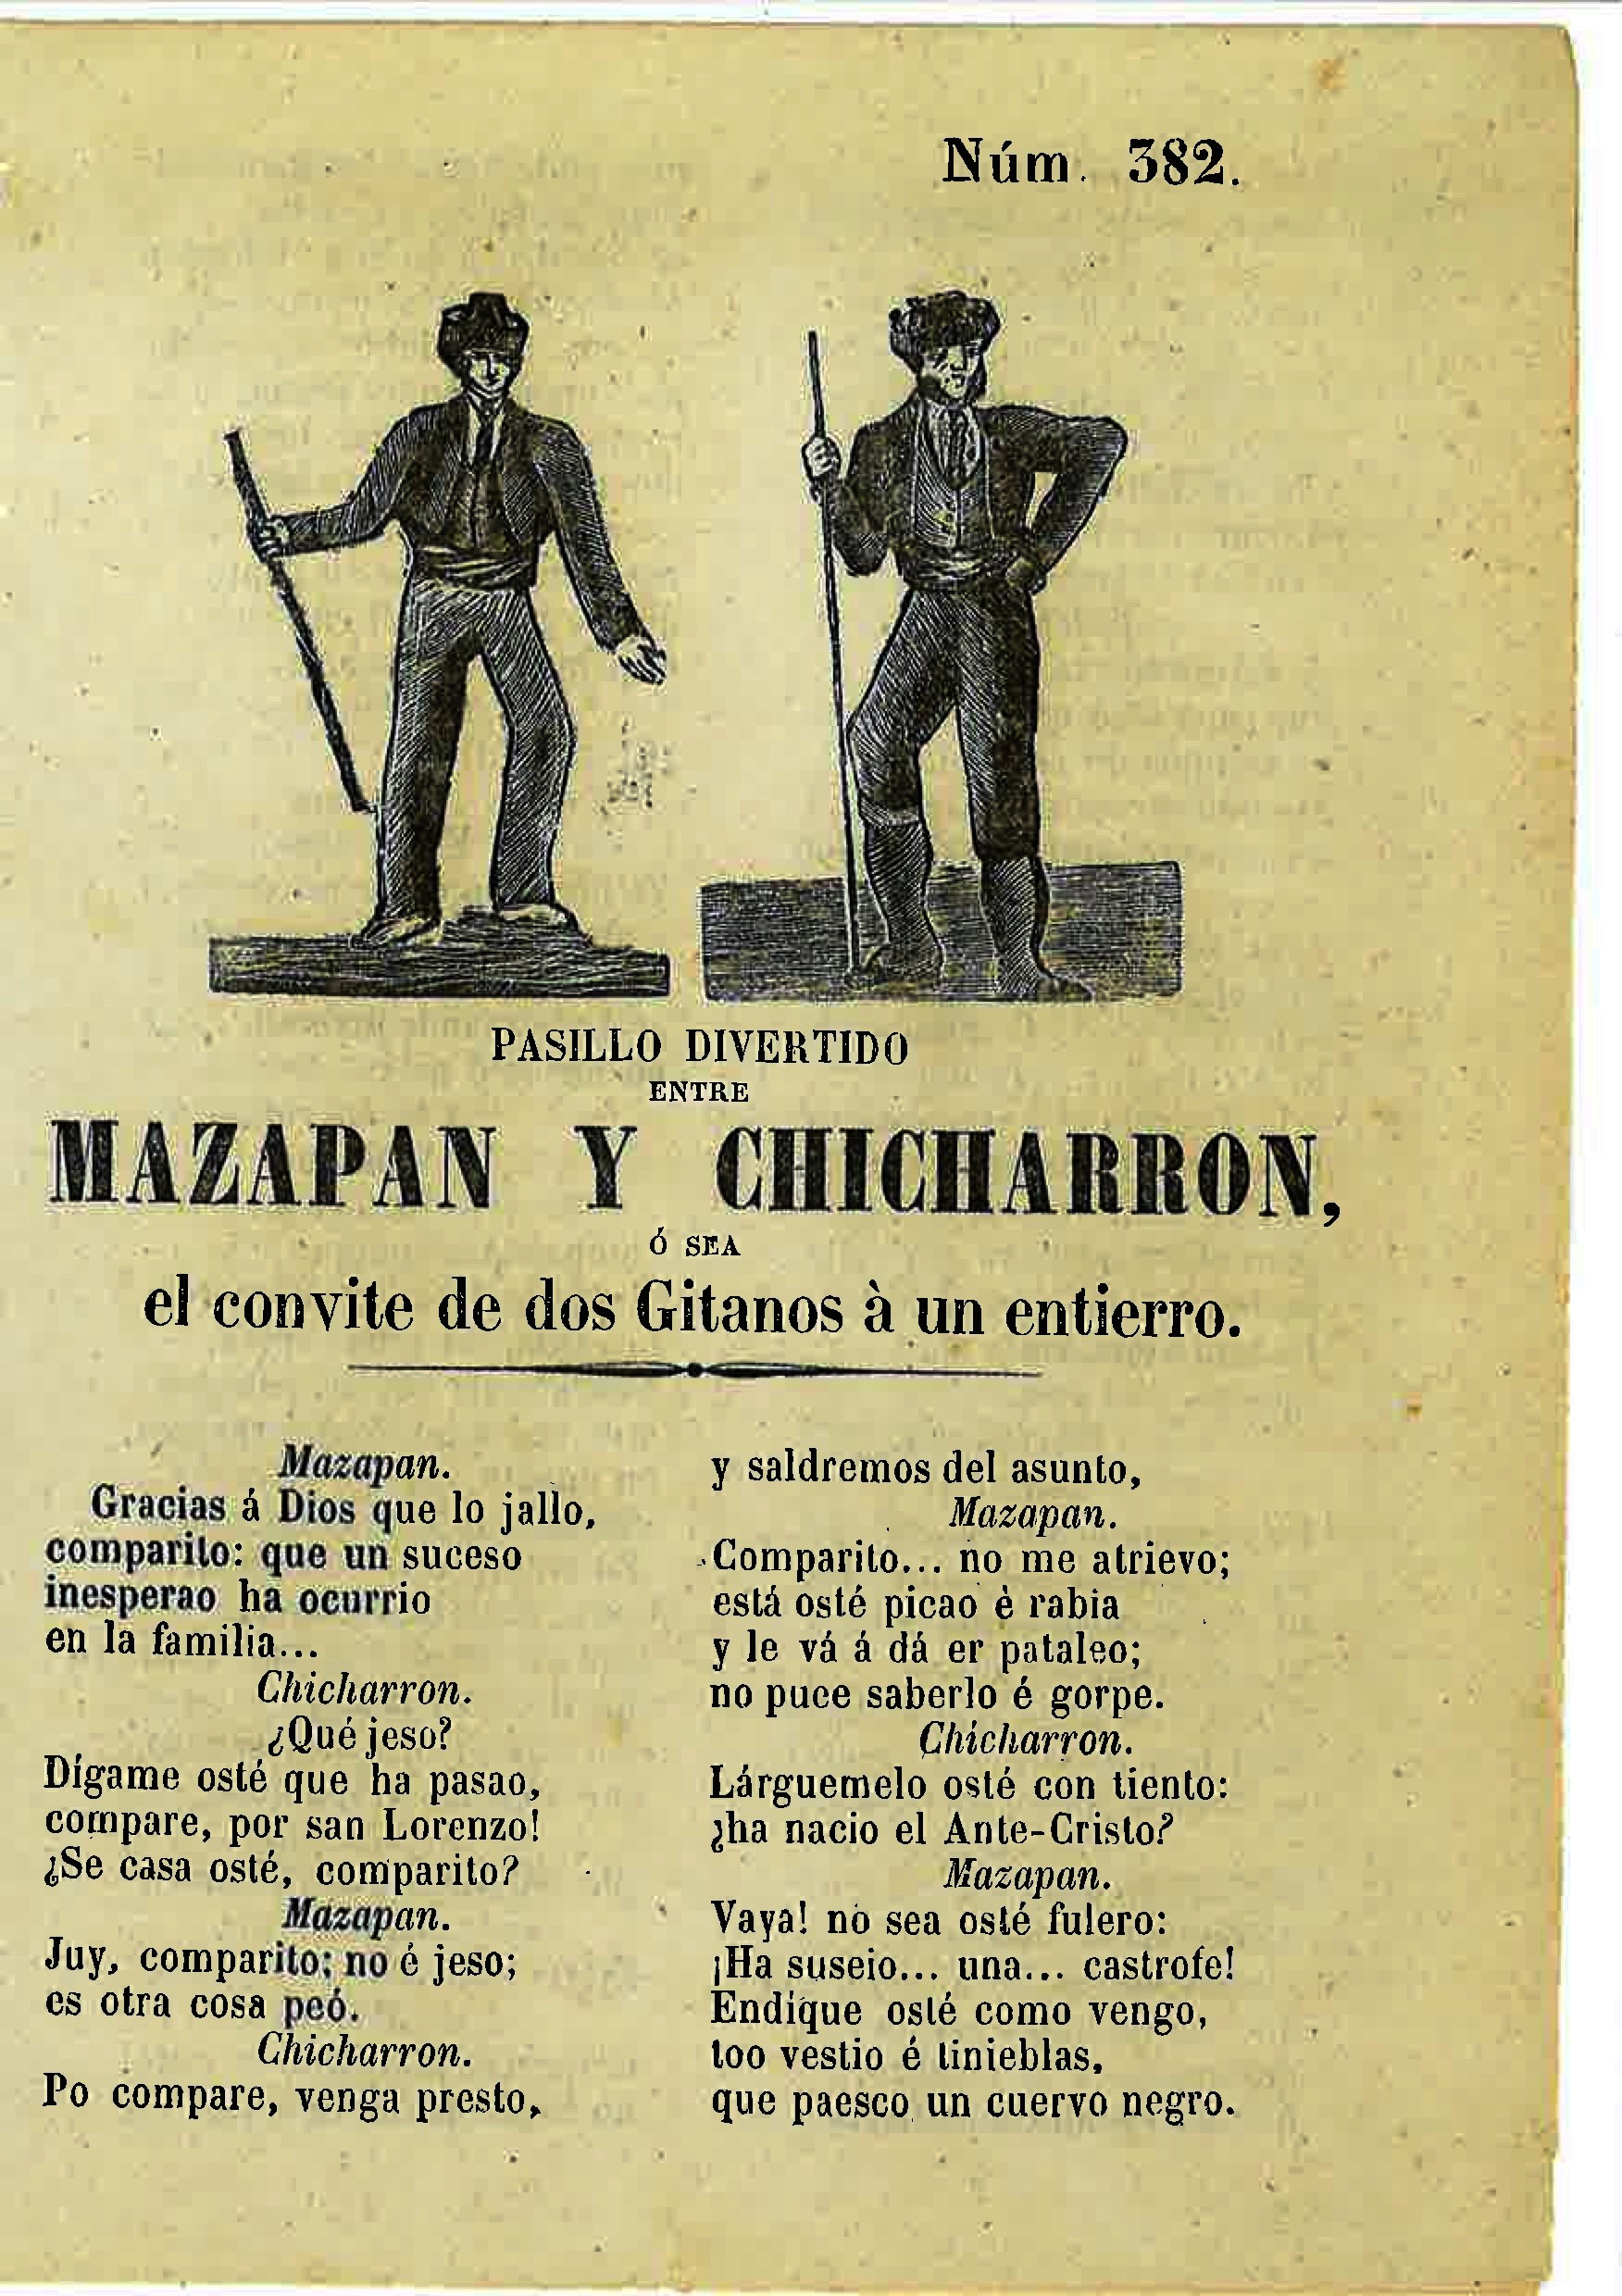 Núm. 382.
PASILLO DIVERTIDO
ENTRE
MAZAPAN Y CHICHARRON,
Ó SEA
el convite de dos Gitanos à un entierro.
Mazapan.
Gracias á Dios que lo jallo,
comparito: que un suceso
inesperao ha ocurrio
en la familia...
Chicharron.
¿Qué jeso?
Dígame osté que ha pasao,
compare, por san Lorenzo!
¿Se casa osté, comparito?
Mazapan.
Juy, comparito; no é jeso;
es otra cosa peó.
Chicharron.
Po compare, venga presto,
y saldremos del asunto,
Mazapan.
Comparito... no me atrievo;
está osté picao è rabia
y le vá á dá er pataleo;
no puce saberlo é gorpe.
Chicharron.
Lárguemelo osté con tiento:
¿ha nacio el Ante-Cristo?
Mazapan.
Vaya! no sea osté fulero:
¡Ha suseio... una... castrofe!
Endique osté como vengo,
too vestio é tinieblas,
que paesco un cuervo negro.